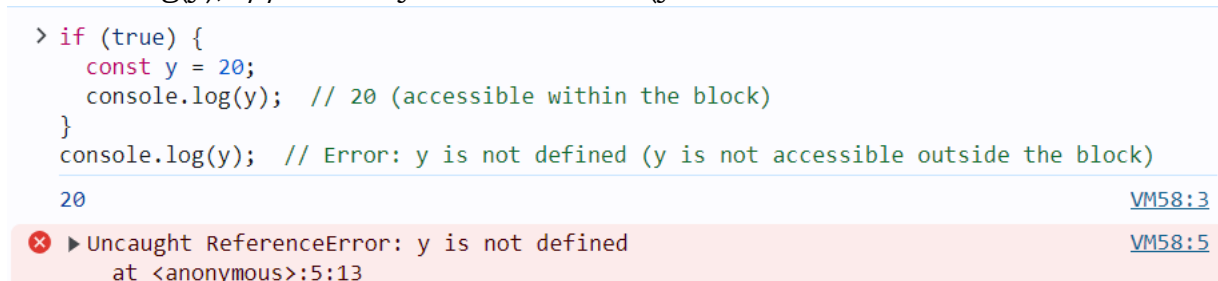 > if (true) {
const y = 20;
console.log(y);  // 20 (accessible within the block)
}
console.log(y);  // Error: y is not defined (y is not accessible outside the block)
20 VM58:3
▶Uncaught ReferenceError: y is not defined VM58:5
at <anonymous>:5:13